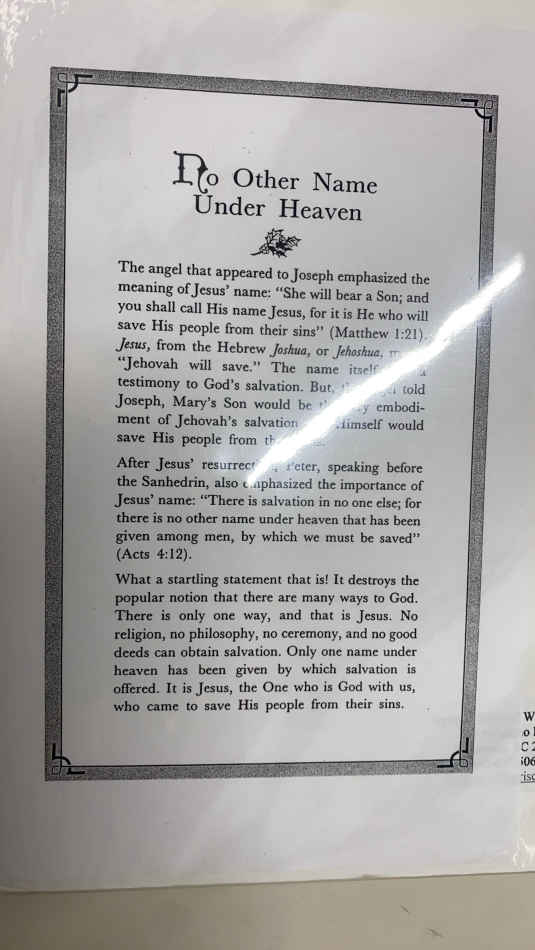 No Other Name
Under Heaven
The angel that appeared to Joseph emphasized the
meaning of Jesus' name: "She will bear a Son; and
you shall call His name Jesus, for it is He who will
save His people from their sins" (Matthew 1:21).
Jesus, from the Hebrew Joshua, or Jehoshua,
"Jehovah will save." The name itself a
testimony to God's salvation. But, told
Joseph, Mary's Son would be embodi-
ment of Jehovah's salvation Himself would
save His people from
After Jesus' resurrection, Peter, speaking before
the Sanhedrin, also emphasized the importance of
Jesus' name: "There is salvation in no one else; for
there is no other name under heaven that has been
given among men, by which we must be saved"
(Acts 4:12).
What a startling statement that is! It destroys the
popular notion that there are many ways to God.
There is only one way, and that is Jesus. No
religion, no philosophy, no ceremony, and no good
deeds can obtain salvation. Only one name under
heaven has been given by which salvation is
offered. It is Jesus, the One who is God with us,
who came to save His people from their sins.